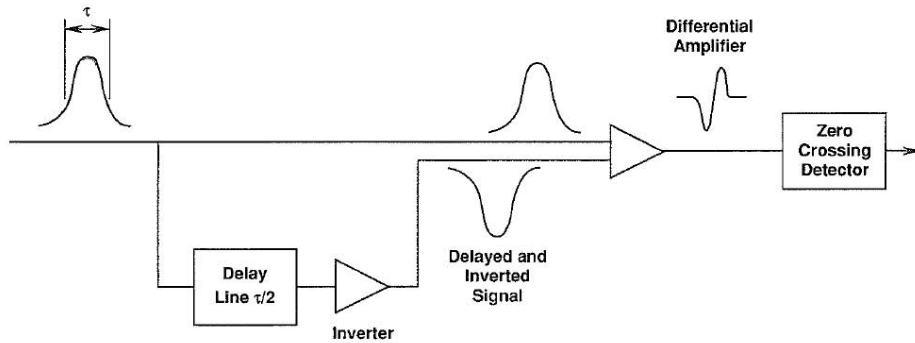 τ
Differential
Amplifier
Zero
Crossing
Detector
Delay
Line τ/2
Inverter
Delayed and
Inverted
Signal